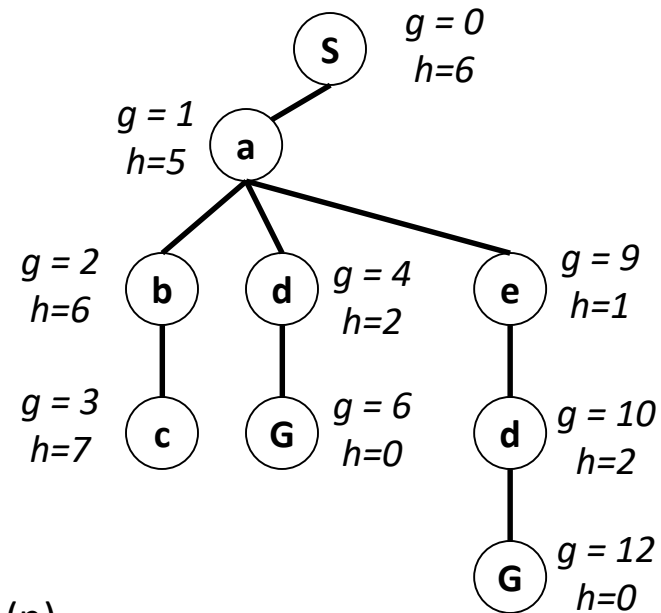 S
g = 0
h=6
g = 1
h=5
a
g = 2
h=6
b
d
g = 4
h=2
e
g = 9
h=1
g = 3
h=7
c
G
g = 6
h=0
d
g = 10
h=2
G
g = 12
h=0
(n)